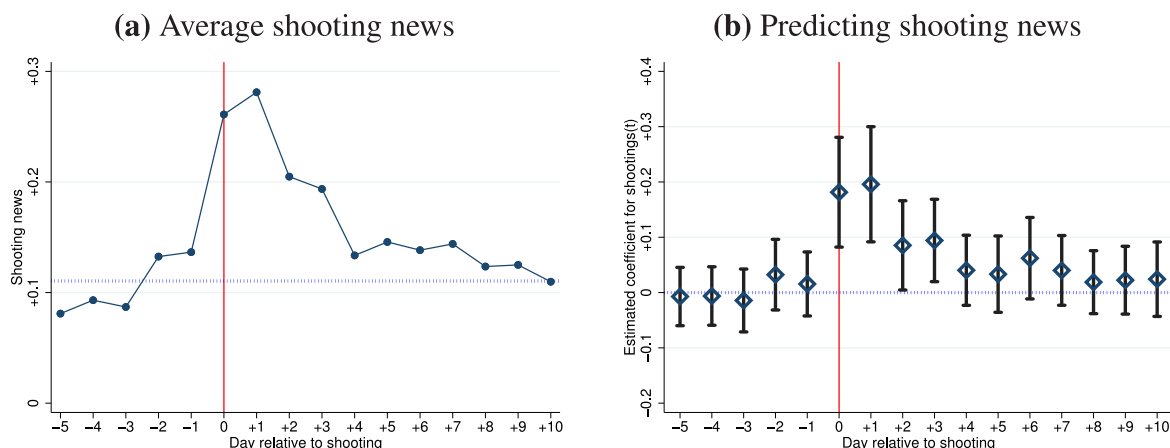 (a) Average shooting news
+0.3
+0.2
+0.1
0
Shooting news
−5 −4 −3 −2 −1 0 +1 +2 +3 +4 +5 +6 +7 +8 +9 +10
Day relative to shooting
(b) Predicting shooting news
+0.4
+0.3
+0.2
+0.1
0
−0.1
−0.2
Estimated coefficient for shootings(t)
−5 −4 −3 −2 −1 0 +1 +2 +3 +4 +5 +6 +7 +8 +9 +10
Day relative to shooting